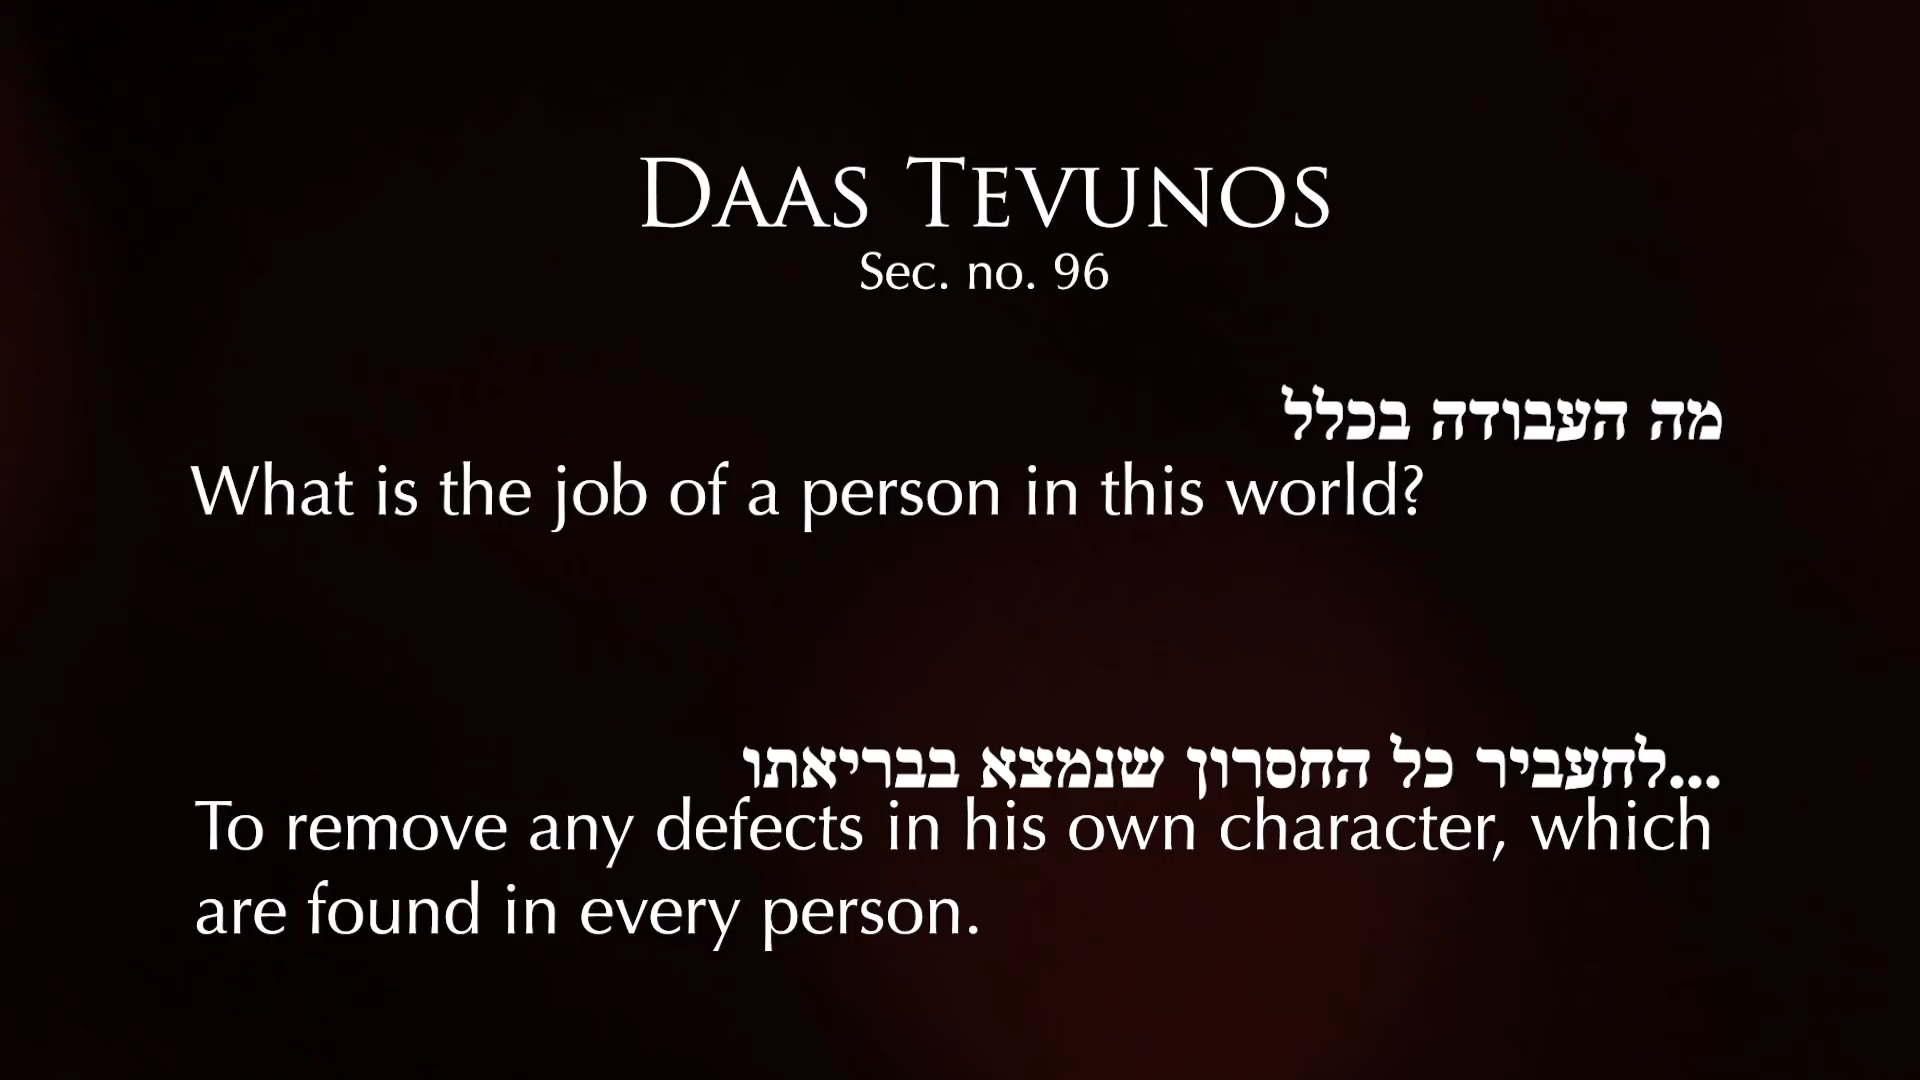 DAAS TEVUNOS
Sec. no. 96
מה העבודה בכלל
What is the job of a person in this world?
...לחעביר כל החסרון שנמצא בבריאתו
To remove any defects in his own character, which
are found in every person.